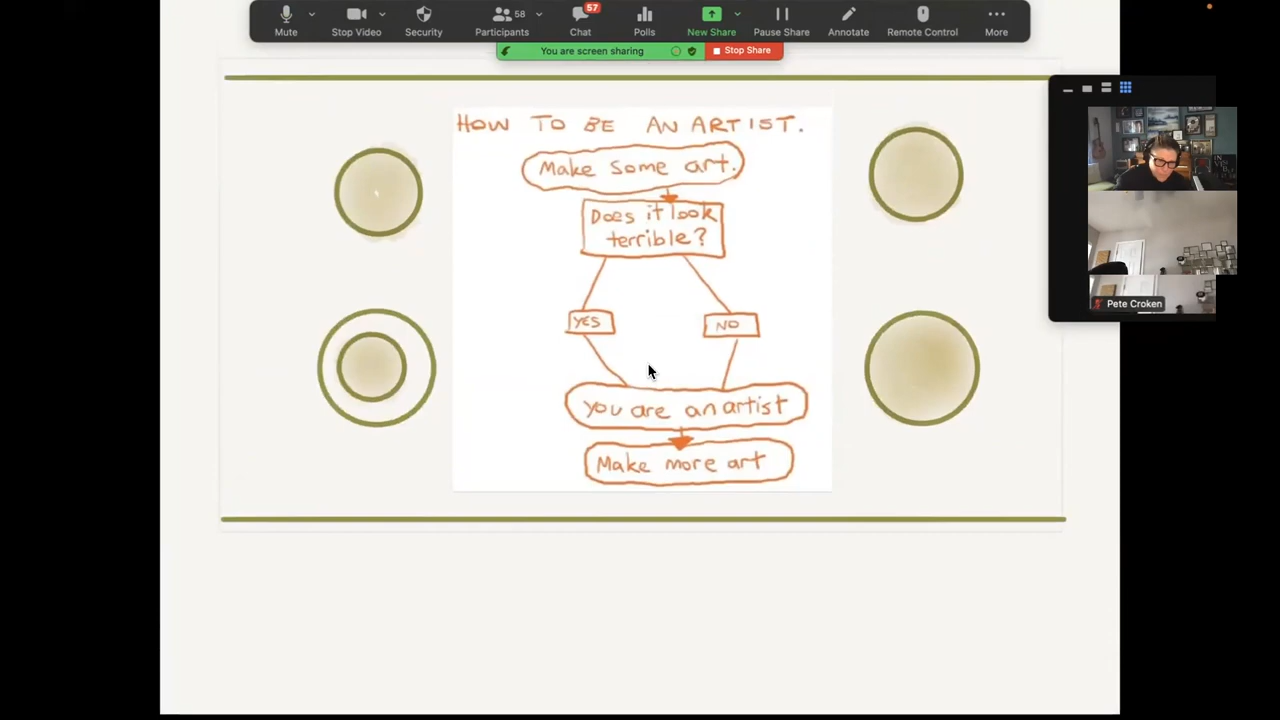 58
57
Mute
Stop Video
Security
Participants
Chat
Polls
New Share
Pause Share
Annotate
Remote Control
More
You are screen sharing
Stop Share
HOW TO BE AN ARTIST.
Make some art.
Does it look
terrible?
YES
NO
you are an artist
Make more art
Pete Croken